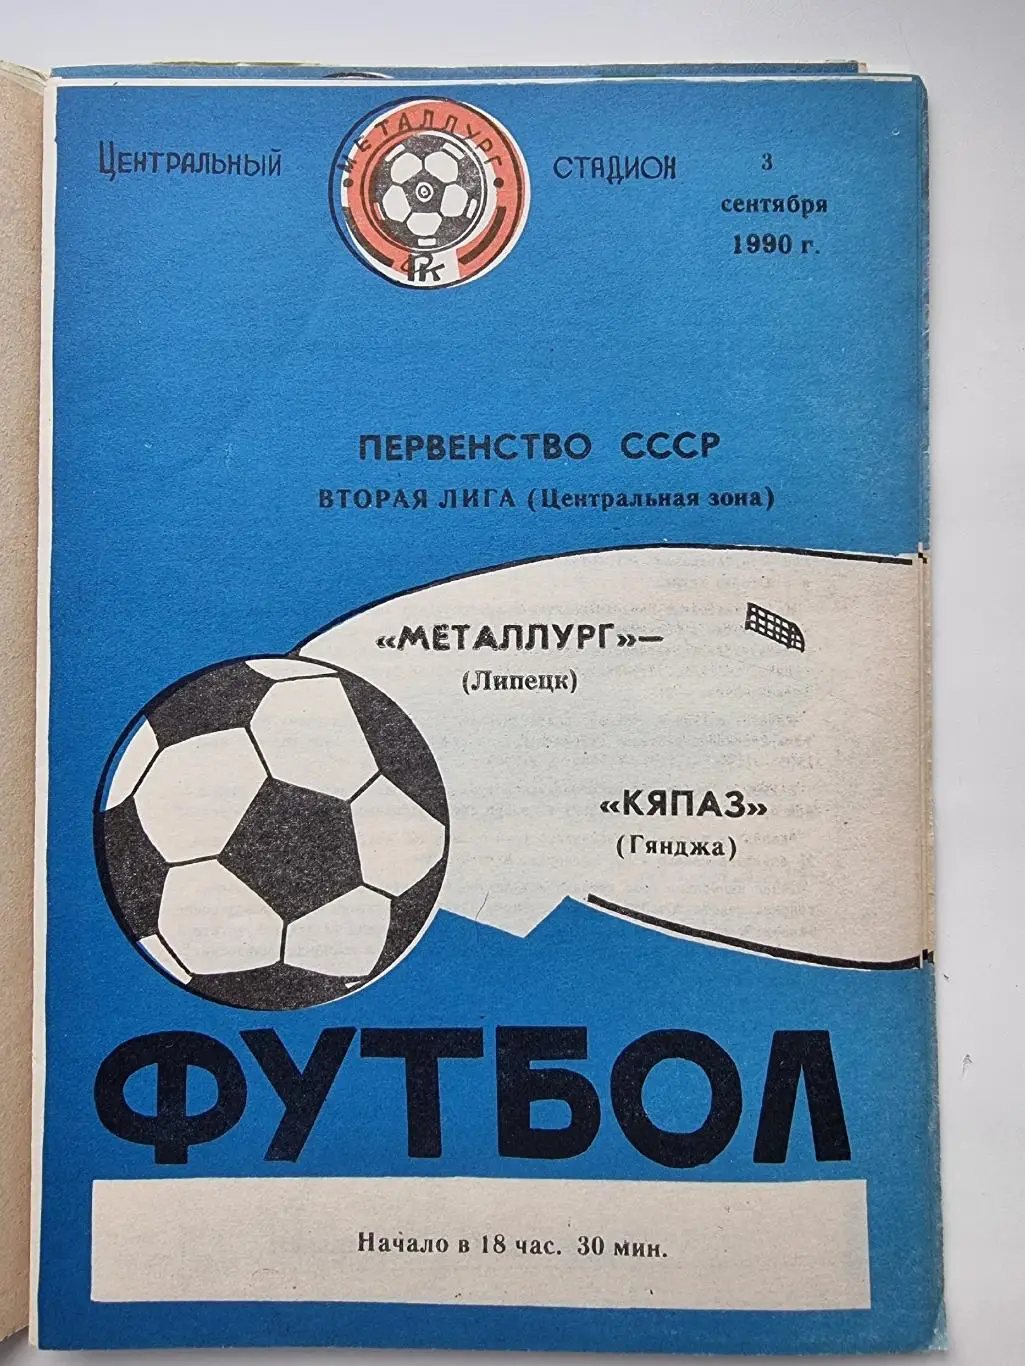 ЦЕНТРАЛЬНЫЙ
МЕТАЛЛУРГ
СТАДИОН
3
сентября
1990 г.
ПЕРВЕНСТВО СССР
ВТОРАЯ ЛИГА (Центральная зона)
«МЕТАЛЛУРГ»—
(Липецк)
«КЯПАЗ»
(Гянджа)
ФУТБОЛ
Начало в 18 час. 30 мин.